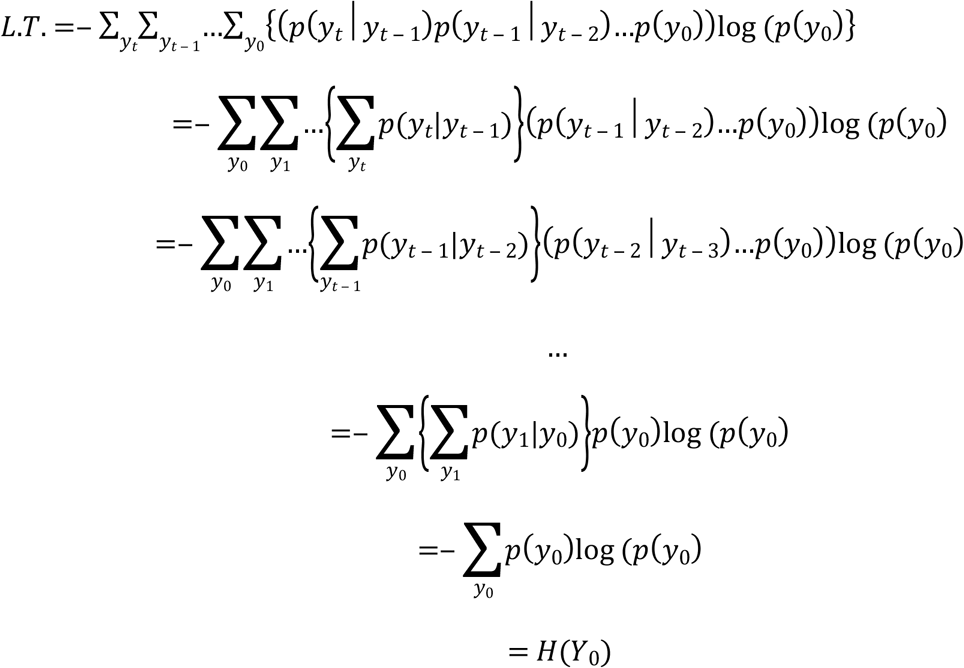 L.T. =− ∑_{y_t}∑_{y_{t−1}}...∑_{y_0}{(p(y_t | y_{t−1})p(y_{t−1} | y_{t−2})...p(y_0))log (p(y_0)}
=− ∑_{y_0}∑_{y_1}...{∑_{y_t}p(y_t|y_{t−1})}(p(y_{t−1} | y_{t−2})...p(y_0))log (p(y_0)
=− ∑_{y_0}∑_{y_1}...{∑_{y_{t−1}}p(y_{t−1}|y_{t−2})}(p(y_{t−2} | y_{t−3})...p(y_0))log (p(y_0)
...
=− ∑_{y_0}{∑_{y_1}p(y_1|y_0)}p(y_0)log (p(y_0)
=− ∑_{y_0}p(y_0)log (p(y_0)
= H(Y_0)